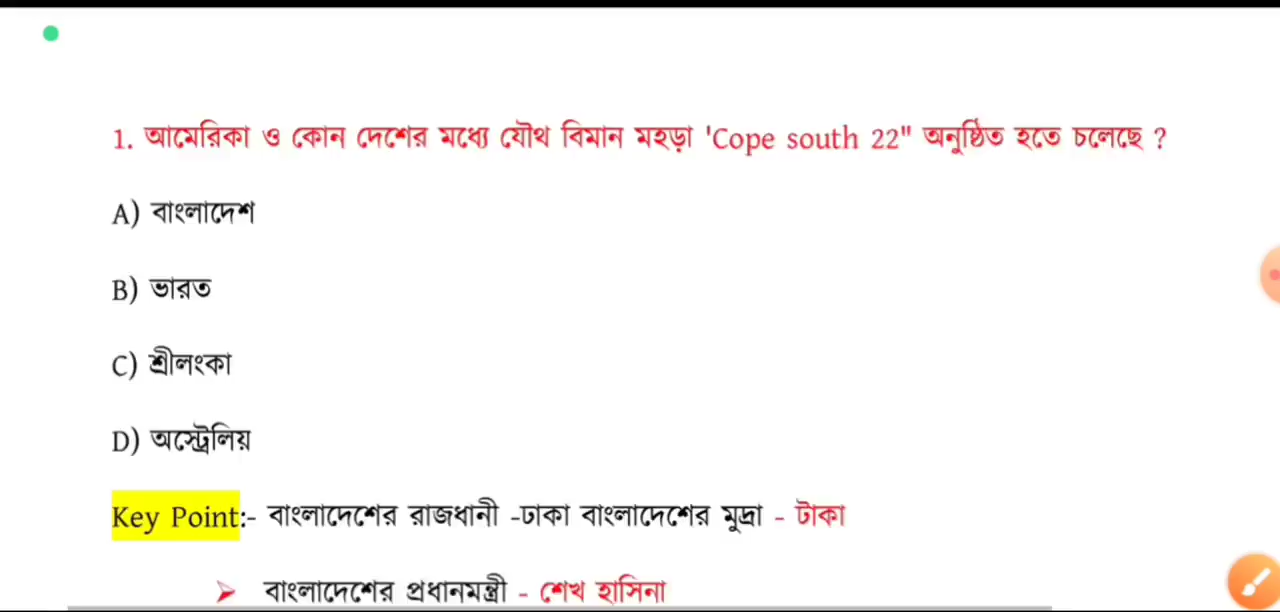 1. আমেরিকা ও কোন দেশের মধ্যে যৌথ বিমান মহড়া 'Cope south 22" অনুষ্ঠিত হতে চলেছে ?
A) বাংলাদেশ
B) ভারত
C) শ্রীলংকা
D) অস্ট্রেলিয়
Key Point:- বাংলাদেশের রাজধানী -ঢাকা বাংলাদেশের মুদ্রা - টাকা
➢ বাংলাদেশের প্রধানমন্ত্রী - শেখ হাসিনা